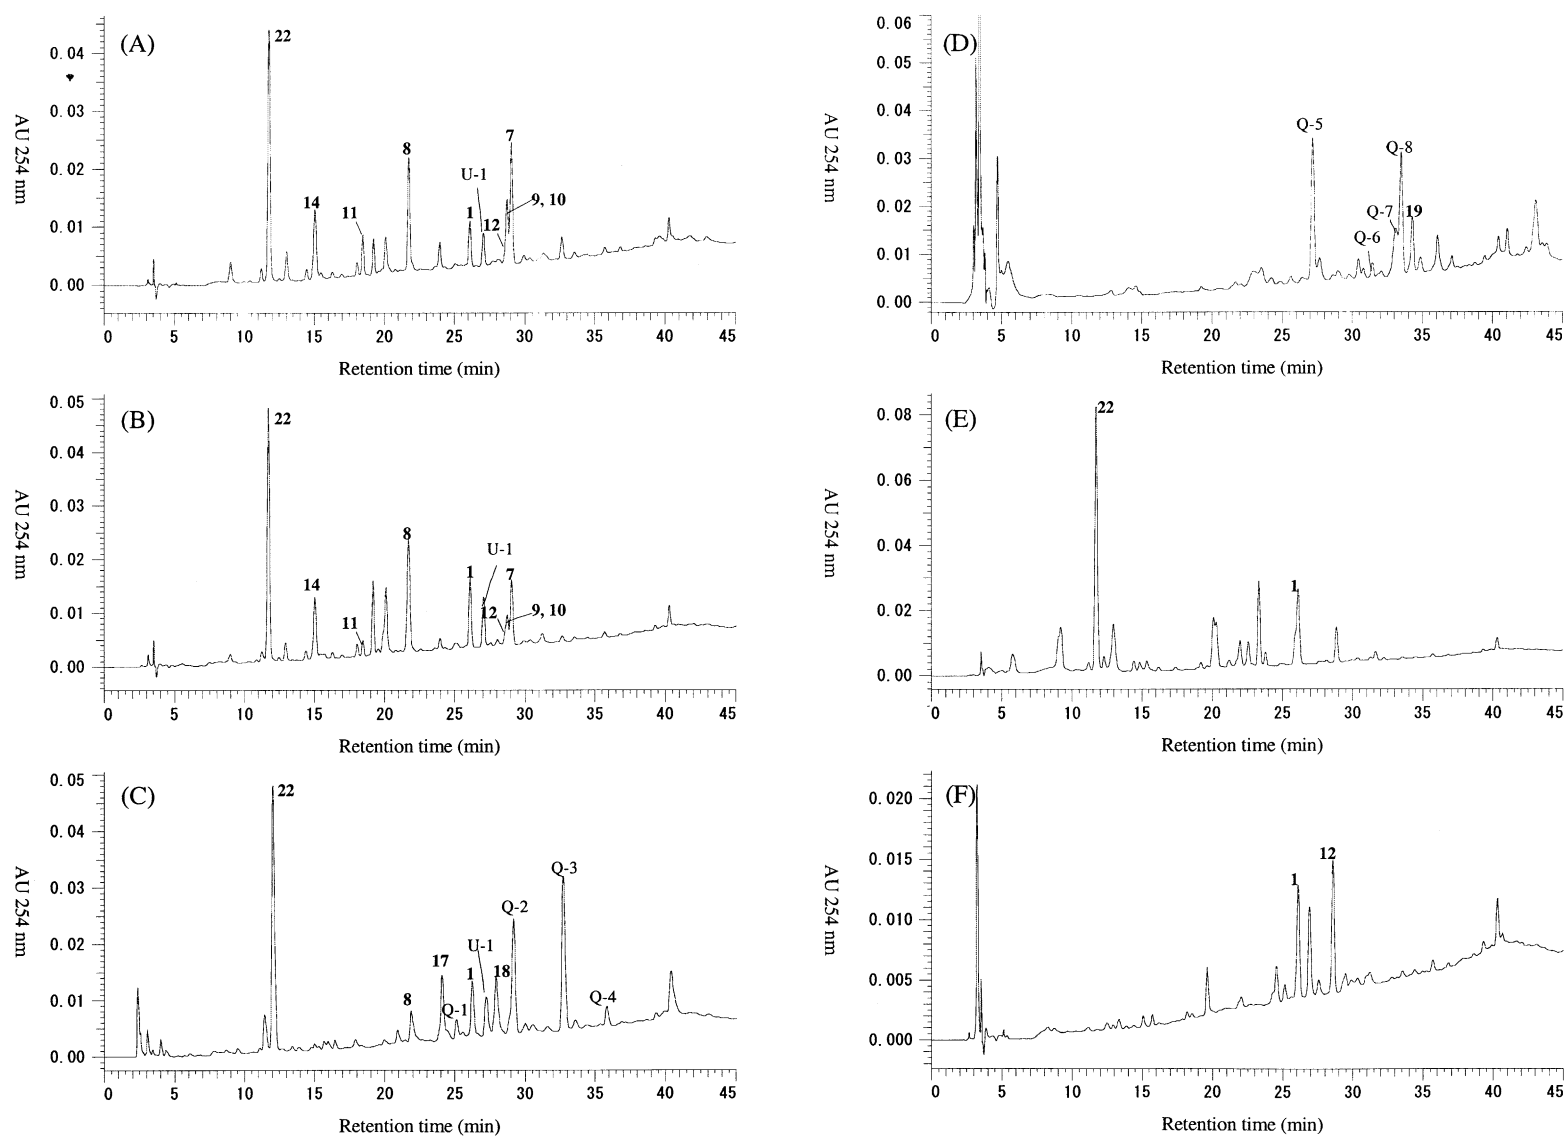 (A)
AU 254 nm
0.04
0.03
0.02
0.01
0.00
22
14
11
8
1
U-1
12
7
9, 10
0 5 10 15 20 25 30 35 40 45
Retention time (min)
(B)
AU 254 nm
0.05
0.04
0.03
0.02
0.01
0.00
22
14
11
8
1
U-1
12
7
9, 10
0 5 10 15 20 25 30 35 40 45
Retention time (min)
(C)
AU 254 nm
0.05
0.04
0.03
0.02
0.01
0.00
22
8
17
Q-1
1
U-1
18
Q-2
Q-3
Q-4
0 5 10 15 20 25 30 35 40 45
Retention time (min)
(D)
AU 254 nm
0.06
0.05
0.04
0.03
0.02
0.01
0.00
Q-5
Q-6
Q-7
Q-8
19
0 5 10 15 20 25 30 35 40 45
Retention time (min)
(E)
AU 254 nm
0.08
0.06
0.04
0.02
0.00
22
1
0 5 10 15 20 25 30 35 40 45
Retention time (min)
(F)
AU 254 nm
0.020
0.015
0.010
0.005
0.000
1
12
0 5 10 15 20 25 30 35 40 45
Retention time (min)